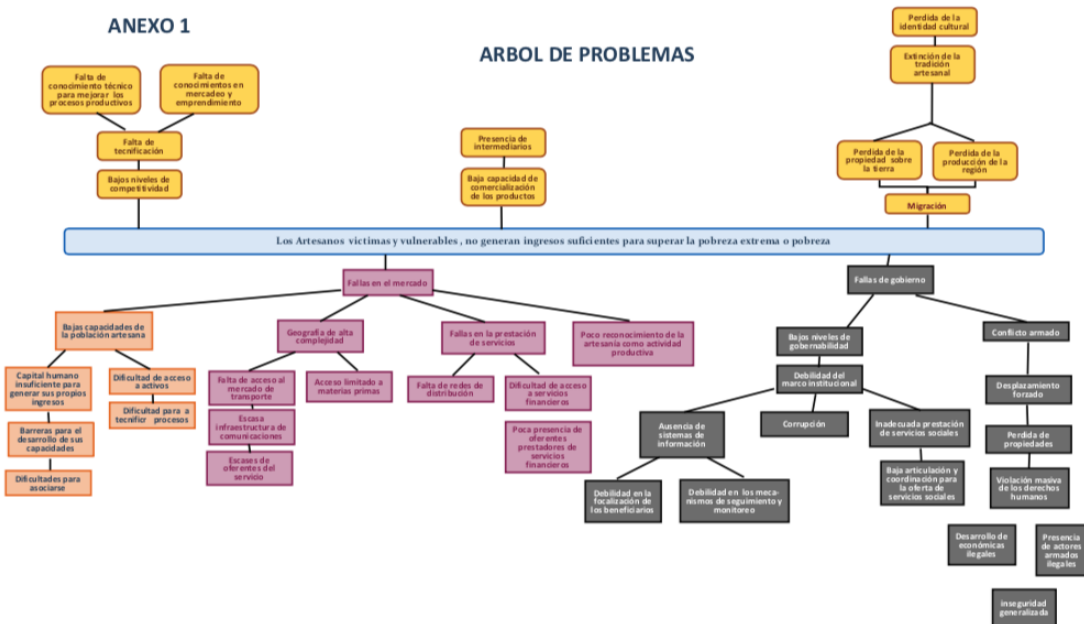 ANEXO 1
ARBOL DE PROBLEMAS
Perdida de la
identidad cultural
Extinción de la
tradición
artesanal
Falta de
conocimiento técnico
para mejorar los
procesos productivos
Falta de
conocimientos en
mercadeo y
emprendimiento
Falta de
tecnificación
Bajos niveles de
competitividad
Presencia de
intermediarios
Baja capacidad de
comercialización
de los productos
Perdida de la
propiedad sobre
la tierra
Perdida de la
producción de la
región
Migración
Los Artesanos victimas y vulnerables , no generan ingresos suficientes para superar la pobreza extrema o pobreza
Fallas en el mercado
Fallas de gobierno
Bajas capacidades de
la población artesana
Geografía de alta
complejidad
Fallas en la prestación
de servicios
Poco reconocimiento de la
artesanía como actividad
productiva
Bajos niveles de
gobernabilidad
Conflicto armado
Capital humano
insuficiente para
generar sus propios
ingresos
Dificultad de acceso
a activos
Dificultad para a
tecnificr procesos
Barreras para el
desarrollo de sus
capacidades
Dificultades para
asociarse
Falta de acceso al
mercado de
transporte
Acceso limitado a
materias primas
Escasa
infraestructura de
comunicaciones
Escases de
oferentes del
servicio
Falta de redes de
distribución
Dificultad de acceso
a servicios
financieros
Poca presencia de
oferentes
prestadores de
servicios
financieros
Debilidad del
marco institucional
Ausencia de
sistemas de
información
Corrupción
Inadecuada prestación
de servicios sociales
Debilidad en la
focalización de
los beneficiarios
Debilidad en los meca-
nismos de seguimiento y
monitoreo
Baja articulación y
coordinación para
la oferta de
servicios sociales
Desplazamiento
forzado
Perdida de
propiedades
Violación masiva
de los derechos
humanos
Desarrollo de
económicas
ilegales
Presencia
de actores
armados
ilegales
inseguridad
generalizada